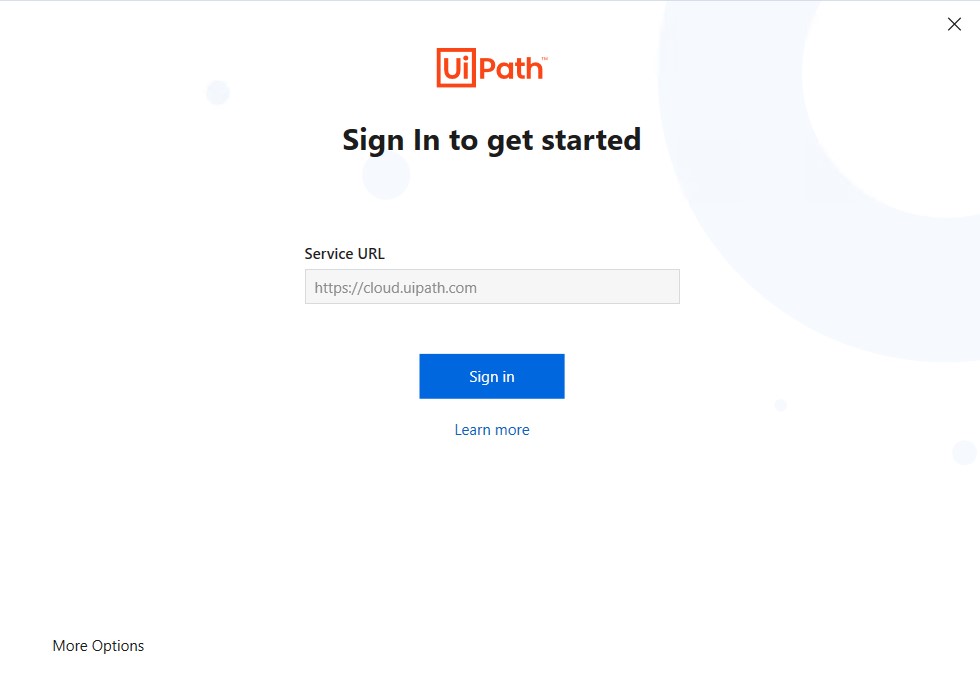 UiPath™
Sign In to get started
Service URL
https://cloud.uipath.com
Sign in
Learn more
More Options